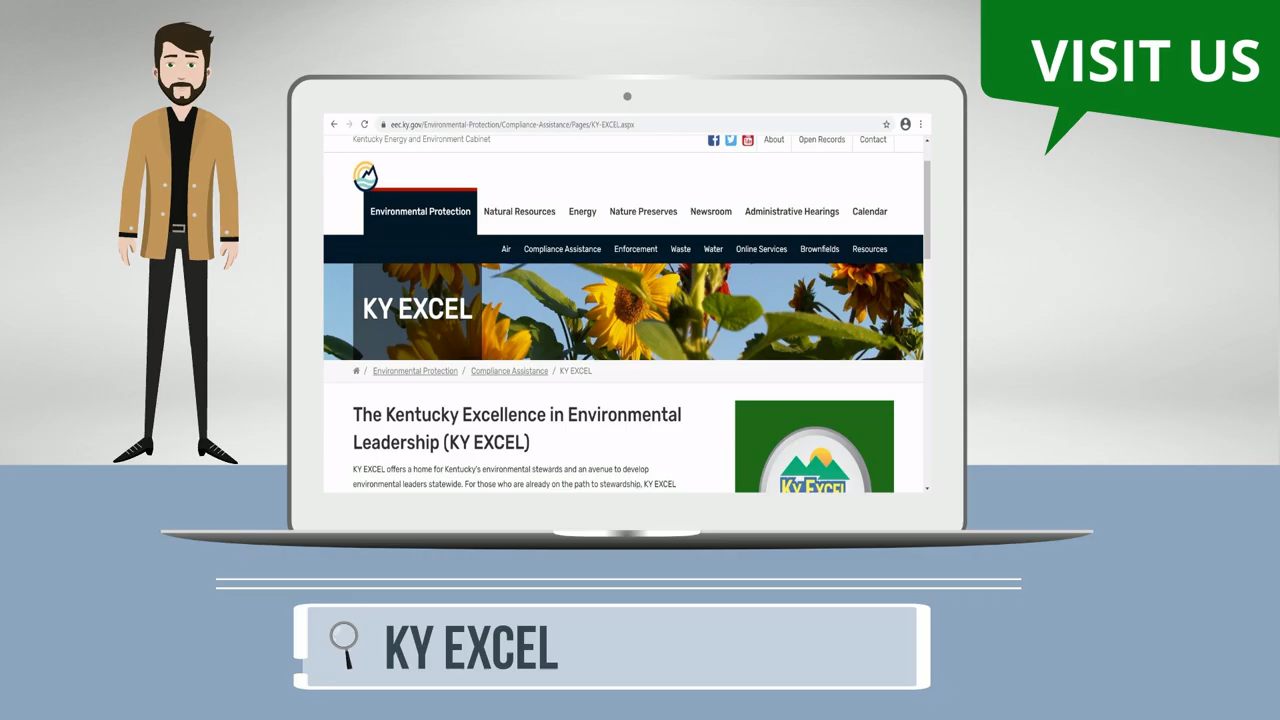 VISIT US
eec.ky.gov/Environmental-Protection/Compliance-Assistance/Pages/KY-EXCEL.aspx
Kentucky Energy and Environment Cabinet
About Open Records Contact
Environmental Protection Natural Resources Energy Nature Preserves Newsroom Administrative Hearings Calendar
Air Compliance Assistance Enforcement Waste Water Online Services Brownfields Resources
KY EXCEL
/ Environmental Protection / Compliance Assistance / KY EXCEL
The Kentucky Excellence in Environmental
Leadership (KY EXCEL)
KY EXCEL offers a home for Kentucky's environmental stewards and an avenue to develop
environmental leaders statewide. For those who are already on the path to stewardship, KY EXCEL
KY EXCEL
KY EXCEL